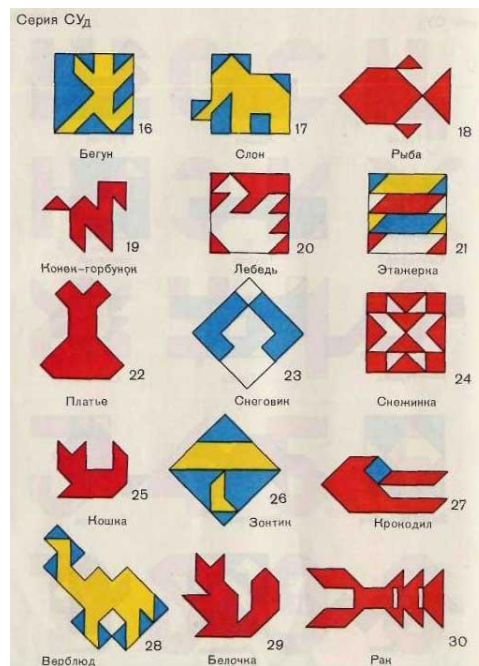 Серия СУд
16
17
18
Бегун
Слон
Рыба
19
20
21
Конек-горбунок
Лебедь
Этажерка
22
23
24
Платье
Снеговик
Снежинка
25
26
27
Кошка
Зонтик
Крокодил
28
29
30
Верблюд
Белочка
Рак